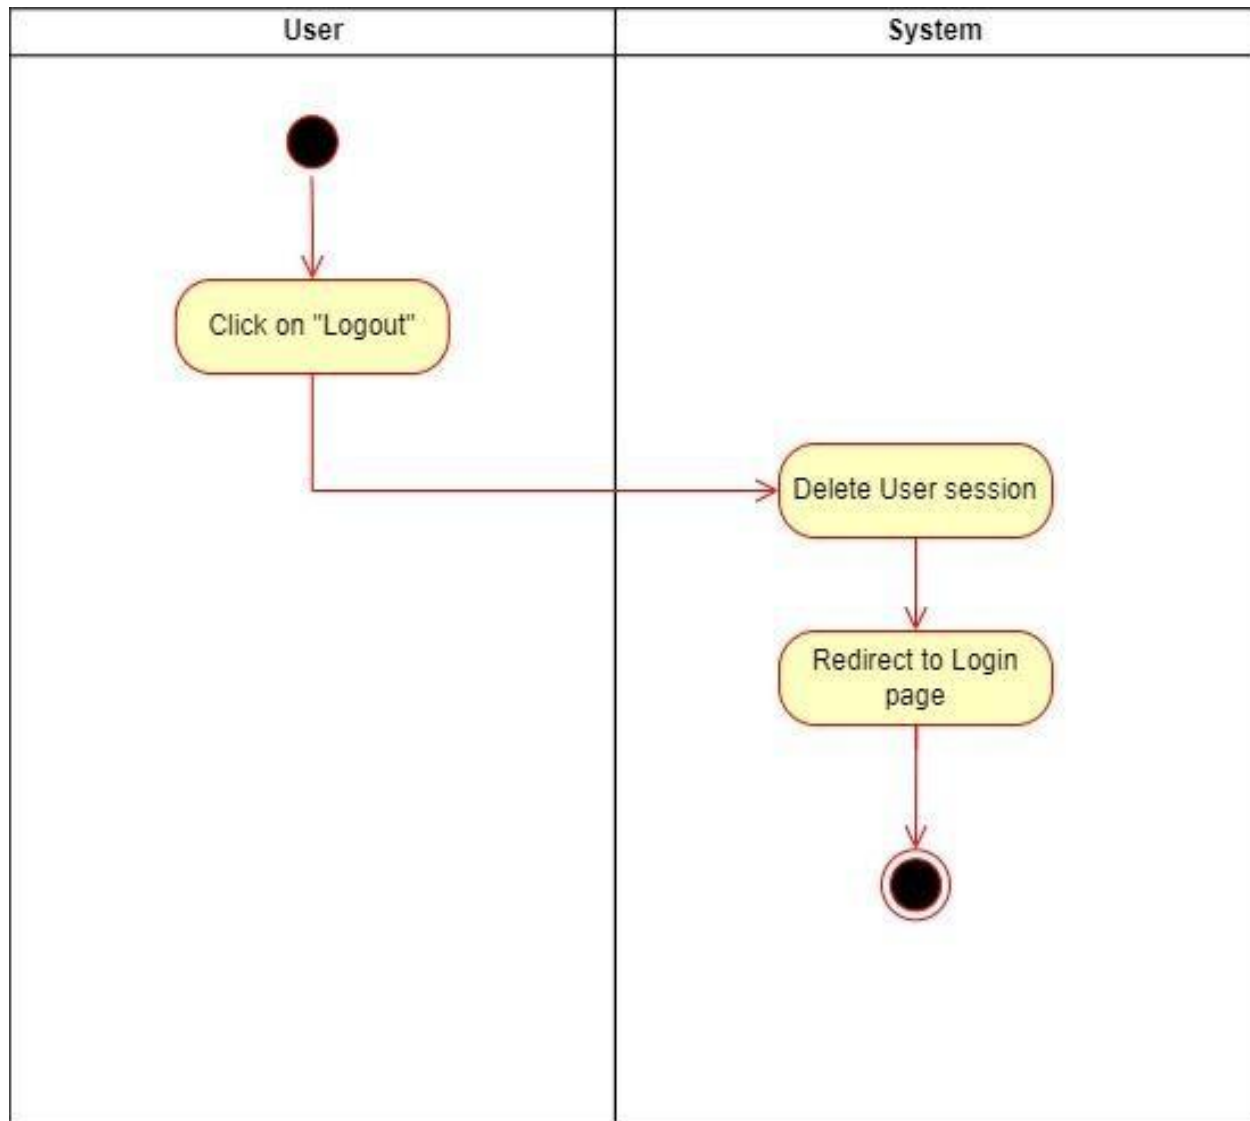 User
System
Click on "Logout"
Delete User session
Redirect to Login
page